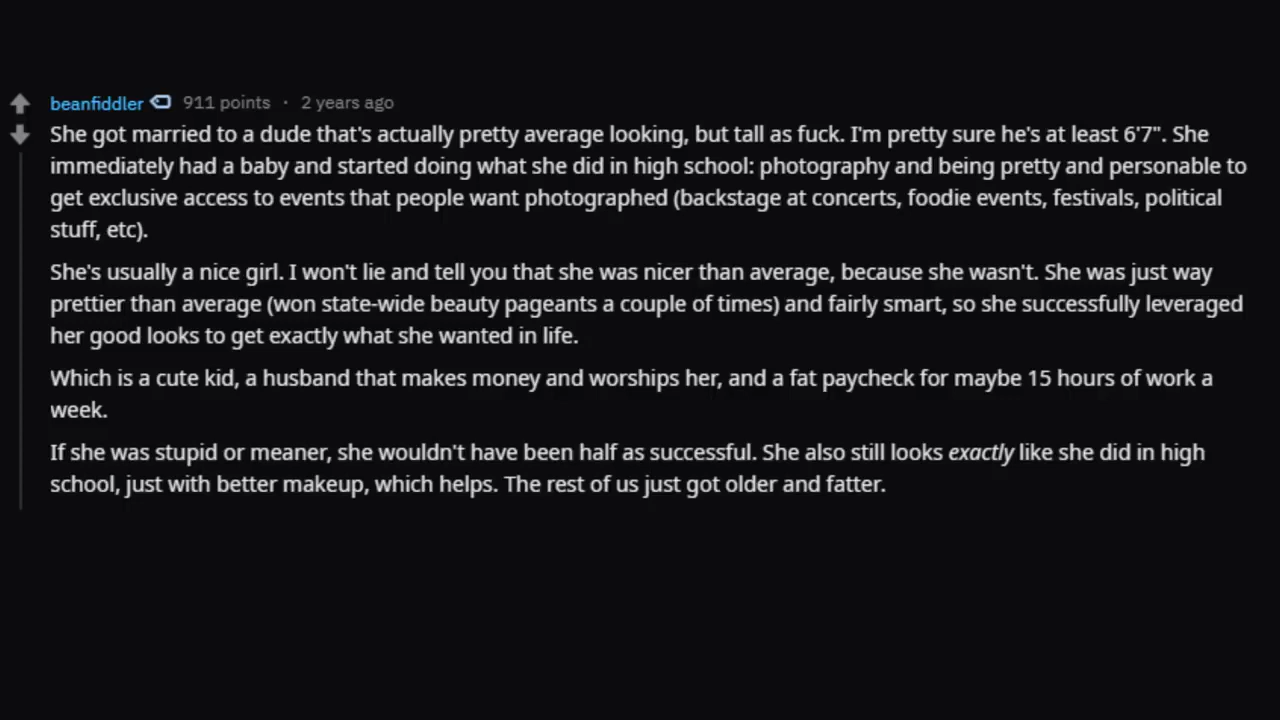 beanfiddler 911 points · 2 years ago
She got married to a dude that's actually pretty average looking, but tall as fuck. I'm pretty sure he's at least 6'7". She
immediately had a baby and started doing what she did in high school: photography and being pretty and personable to
get exclusive access to events that people want photographed (backstage at concerts, foodie events, festivals, political
stuff, etc).
She's usually a nice girl. I won't lie and tell you that she was nicer than average, because she wasn't. She was just way
prettier than average (won state-wide beauty pageants a couple of times) and fairly smart, so she successfully leveraged
her good looks to get exactly what she wanted in life.
Which is a cute kid, a husband that makes money and worships her, and a fat paycheck for maybe 15 hours of work a
week.
If she was stupid or meaner, she wouldn't have been half as successful. She also still looks exactly like she did in high
school, just with better makeup, which helps. The rest of us just got older and fatter.